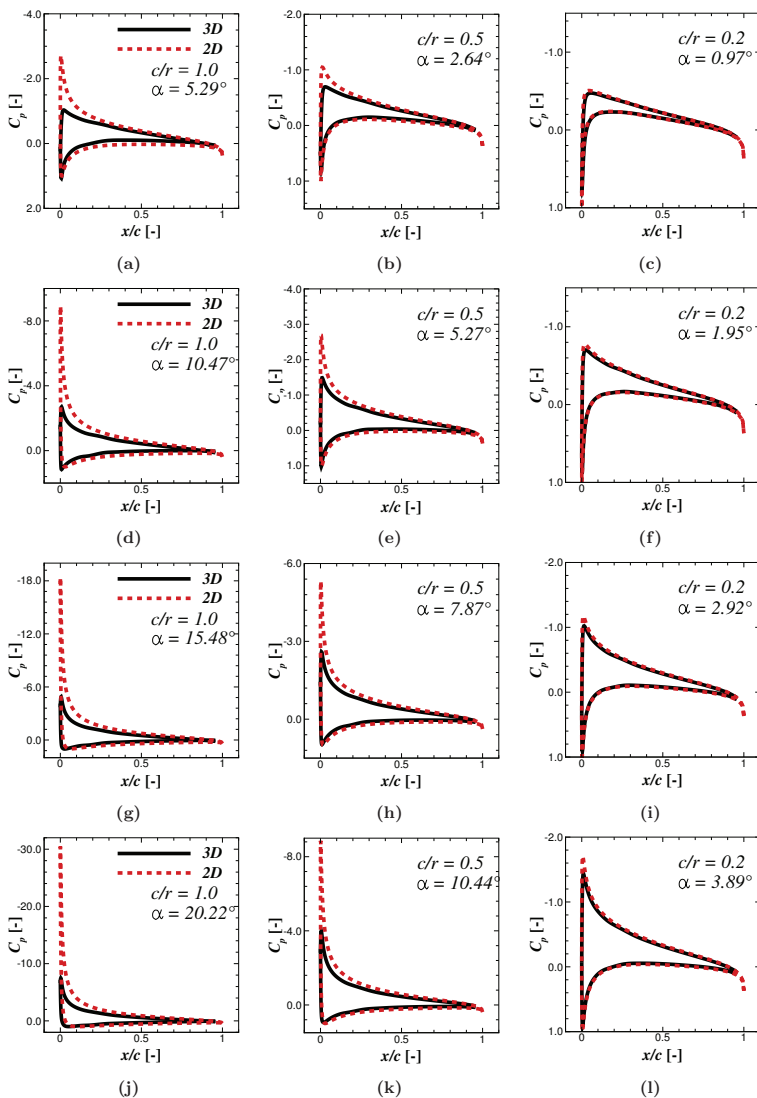 -4.0
-2.0
0.0
2.0
C_p [-]
3D
2D
c/r = 1.0
α = 5.29°
0
0.5
1
x/c [-]
(a)
-2.0
-1.0
0.0
1.0
C_p [-]
c/r = 0.5
α = 2.64°
0
0.5
1
x/c [-]
(b)
-1.0
0.0
1.0
C_p [-]
c/r = 0.2
α = 0.97°
0
0.5
1
x/c [-]
(c)
-8.0
-4.0
0.0
C_p [-]
3D
2D
c/r = 1.0
α = 10.47°
0
0.5
1
x/c [-]
(d)
-4.0
-3.0
-2.0
-1.0
0.0
1.0
[-]
c/r = 0.5
α = 5.27°
0
0.5
1
x/c [-]
(e)
-1.0
0.0
1.0
C_p [-]
c/r = 0.2
α = 1.95°
0
0.5
1
x/c [-]
(f)
-18.0
-12.0
-6.0
0.0
C_p [-]
3D
2D
c/r = 1.0
α = 15.48°
0
0.5
1
x/c [-]
(g)
-6.0
-3.0
0.0
C_p [-]
c/r = 0.5
α = 7.87°
0
0.5
1
x/c [-]
(h)
-2.0
-1.0
0.0
1.0
C_p [-]
c/r = 0.2
α = 2.92°
0
0.5
1
x/c [-]
(i)
-30.0
-20.0
-10.0
0.0
C_p [-]
3D
2D
c/r = 1.0
α = 20.22°
0
0.5
1
x/c [-]
(j)
-8.0
-4.0
0.0
C_p [-]
c/r = 0.5
α = 10.44°
0
0.5
1
x/c [-]
(k)
-2.0
-1.0
0.0
1.0
C_p [-]
c/r = 0.2
α = 3.89°
0
0.5
1
x/c [-]
(l)